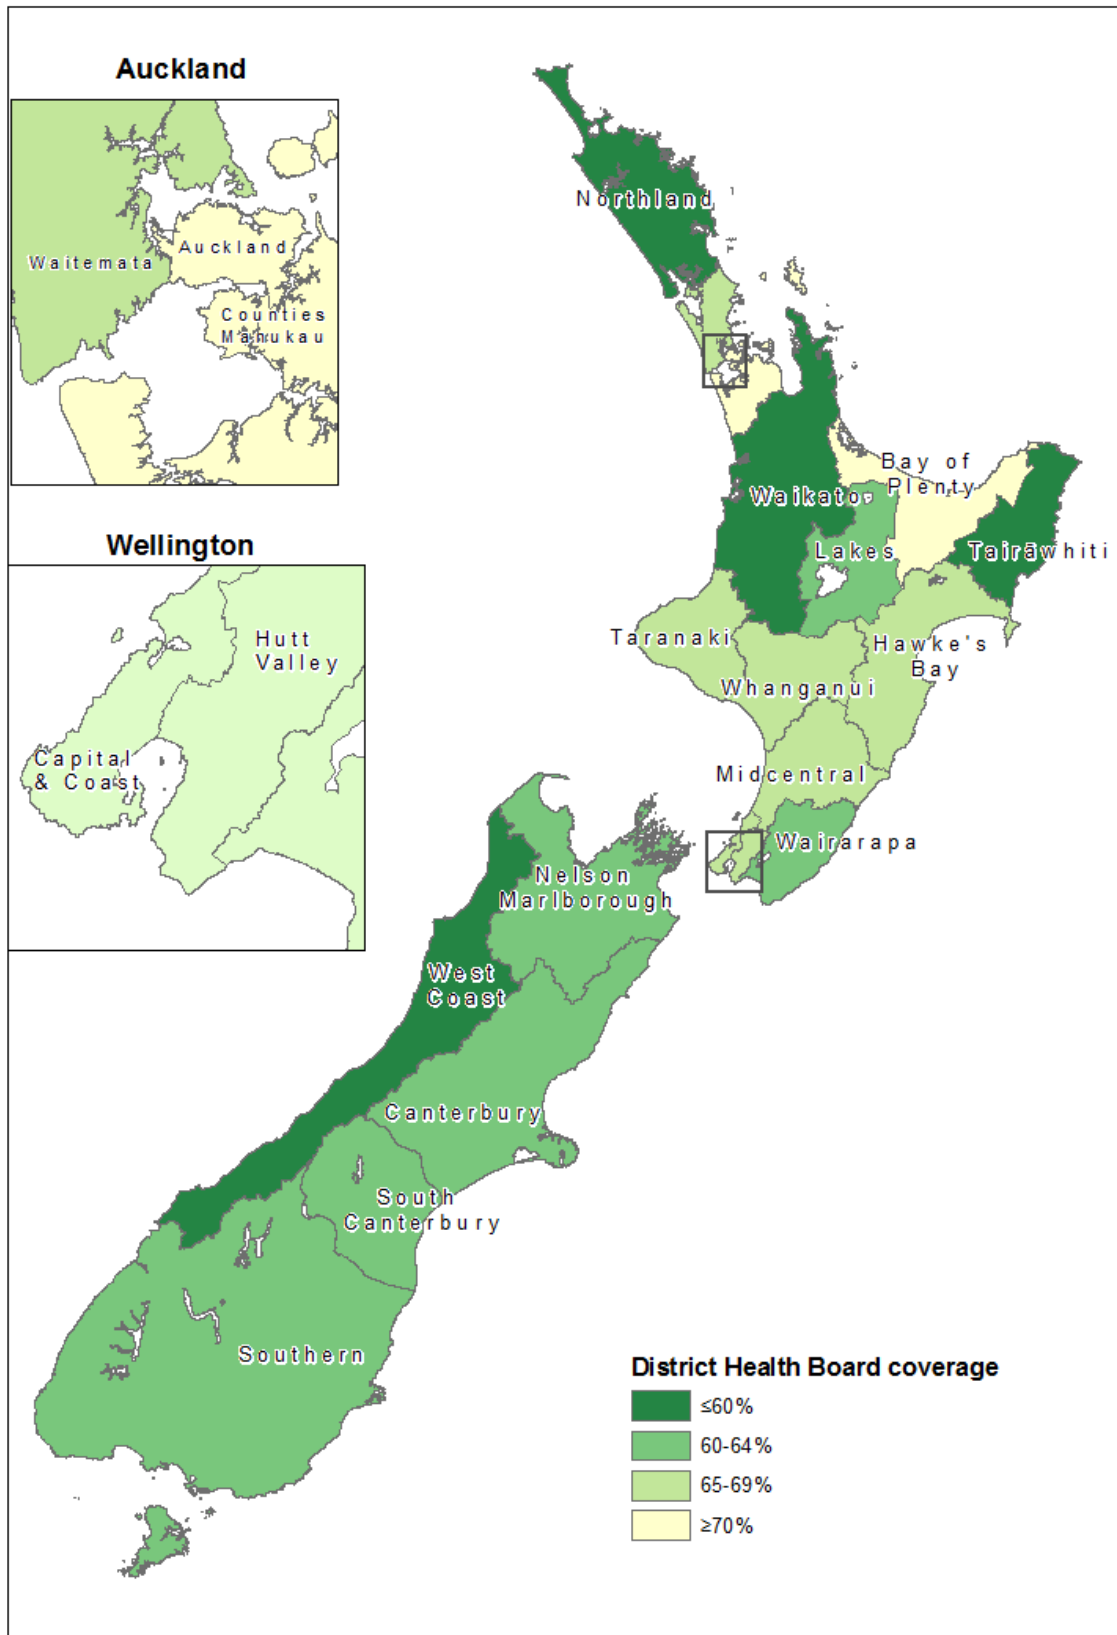 Auckland
Waitemata
Auckland
Counties
Manukau
Wellington
Hutt
Valley
Capital
& Coast
Northland
Bay of
Plenty
Waikato
Lakes
Tairāwhiti
Taranaki
Hawke's
Bay
Whanganui
Midcentral
Wairarapa
Nelson
Marlborough
West
Coast
Canterbury
South
Canterbury
Southern
District Health Board coverage
≤60%
60-64%
65-69%
≥70%